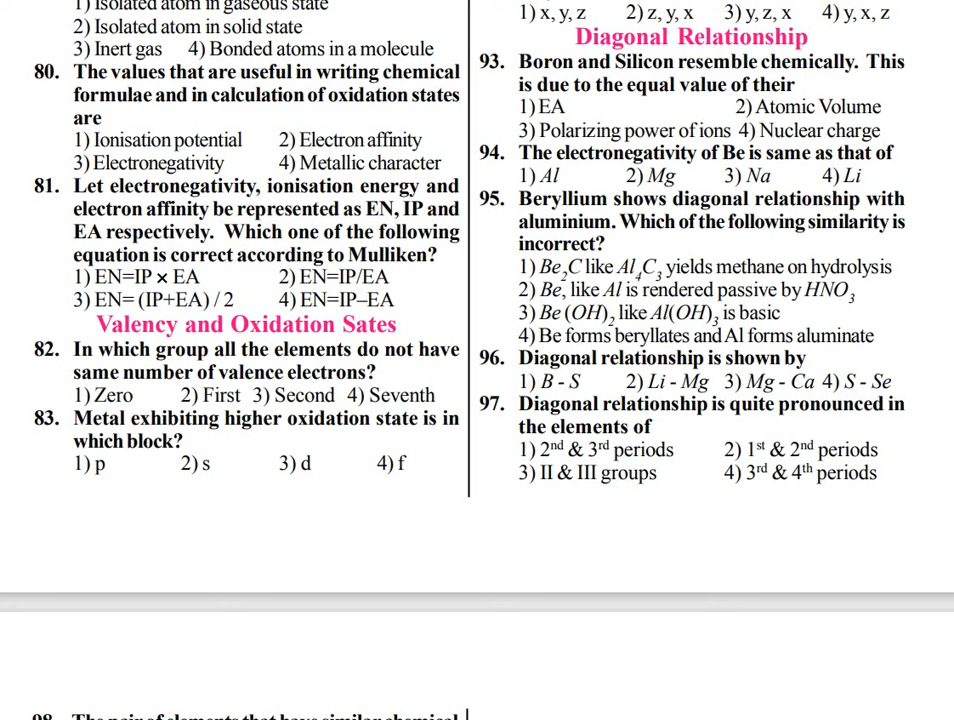 1) Isolated atom in gaseous state
2) Isolated atom in solid state
3) Inert gas 4) Bonded atoms in a molecule
80. The values that are useful in writing chemical
formulae and in calculation of oxidation states
are
1) Ionisation potential 2) Electron affinity
3) Electronegativity 4) Metallic character
81. Let electronegativity, ionisation energy and
electron affinity be represented as EN, IP and
EA respectively. Which one of the following
equation is correct according to Mulliken?
1) EN=IP × EA 2) EN=IP/EA
3) EN= (IP+EA) / 2 4) EN=IP–EA
Valency and Oxidation Sates
82. In which group all the elements do not have
same number of valence electrons?
1) Zero 2) First 3) Second 4) Seventh
83. Metal exhibiting higher oxidation state is in
which block?
1) p 2) s 3) d 4) f
1) x, y, z 2) z, y, x 3) y, z, x 4) y, x, z
Diagonal Relationship
93. Boron and Silicon resemble chemically. This
is due to the equal value of their
1) EA 2) Atomic Volume
3) Polarizing power of ions 4) Nuclear charge
94. The electronegativity of Be is same as that of
1) Al 2) Mg 3) Na 4) Li
95. Beryllium shows diagonal relationship with
aluminium. Which of the following similarity is
incorrect?
1) Be₂C like Al₄C₃ yields methane on hydrolysis
2) Be, like Al is rendered passive by HNO₃
3) Be (OH)₂ like Al(OH)₃ is basic
4) Be forms beryllates and Al forms aluminate
96. Diagonal relationship is shown by
1) B - S 2) Li - Mg 3) Mg - Ca 4) S - Se
97. Diagonal relationship is quite pronounced in
the elements of
1) 2nd & 3rd periods 2) 1st & 2nd periods
3) II & III groups 4) 3rd & 4th periods
98. The pair of elements that have similar chemical